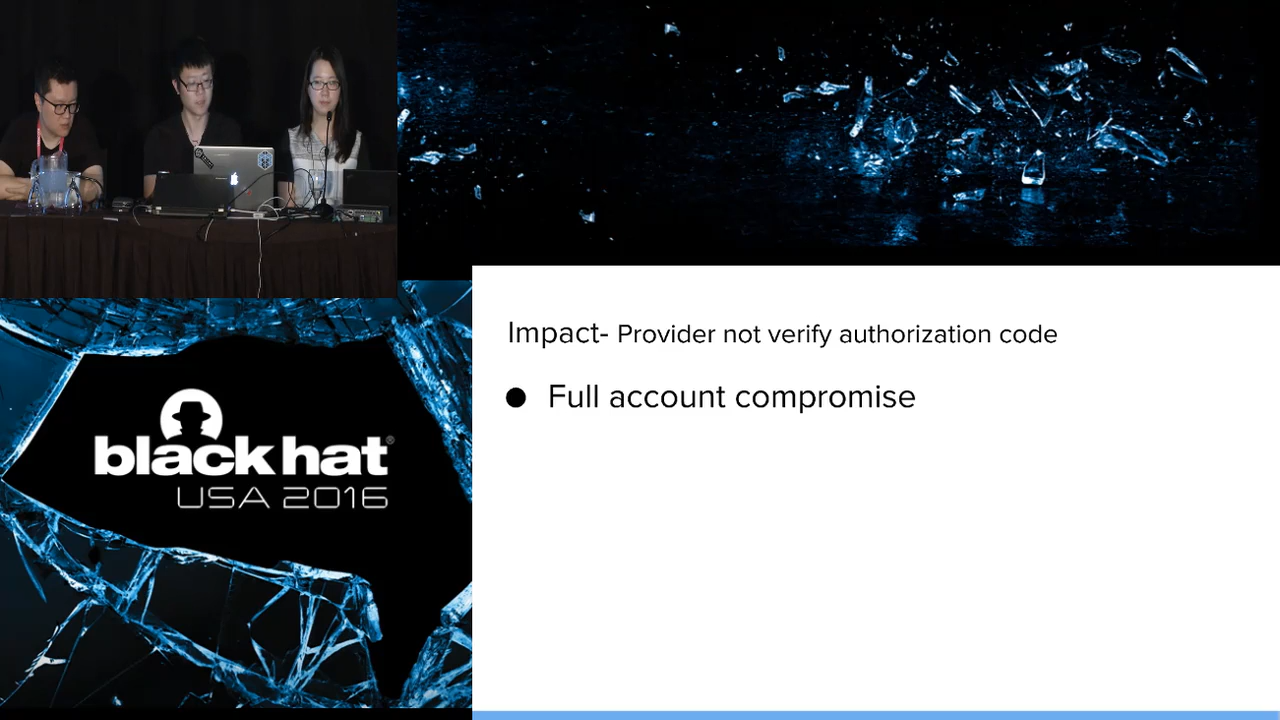 Impact- Provider not verify authorization code
● Full account compromise
black hat®
USA 2016